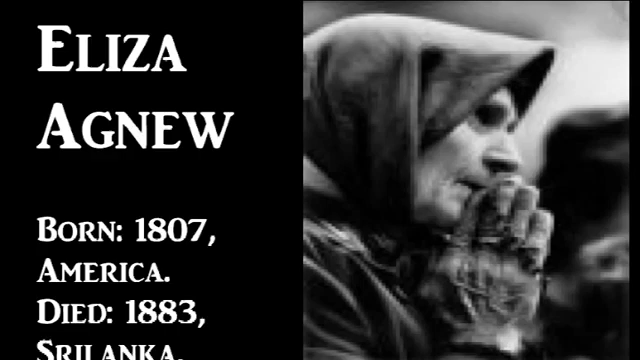 ELIZA
AGNEW
BORN: 1807,
AMERICA.
DIED: 1883,
SRILANKA.